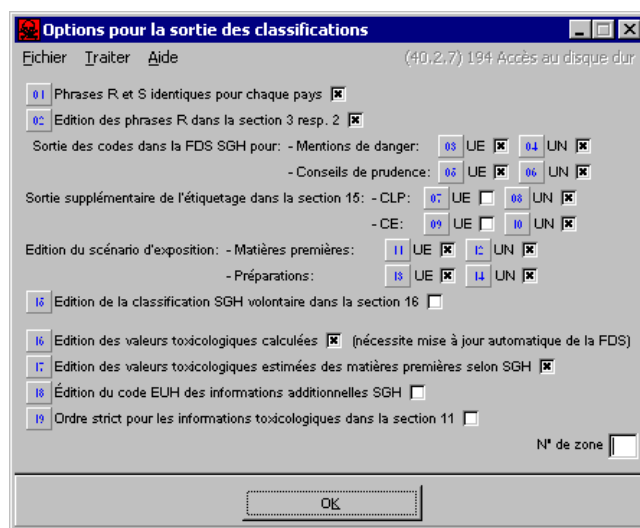 Options pour la sortie des classifications
Fichier Traiter Aide (40.2.7) 194 Accès au disque dur
01 Phrases R et S identiques pour chaque pays
02 Edition des phrases R dans la section 3 resp. 2
Sortie des codes dans la FDS SGH pour: - Mentions de danger: 03 UE 04 UN
- Conseils de prudence: 05 UE 06 UN
Sortie supplémentaire de l'étiquetage dans la section 15: - CLP: 07 UE 08 UN
- CE: 09 UE 10 UN
Edition du scénario d'exposition: - Matières premières: 11 UE 12 UN
- Préparations: 13 UE 14 UN
15 Edition de la classification SGH volontaire dans la section 16
16 Edition des valeurs toxicologiques calculées (nécessite mise à jour automatique de la FDS)
17 Edition des valeurs toxicologiques estimées des matières premières selon SGH
18 Édition du code EUH des informations additionnelles SGH
19 Ordre strict pour les informations toxicologiques dans la section 11
N° de zone
OK